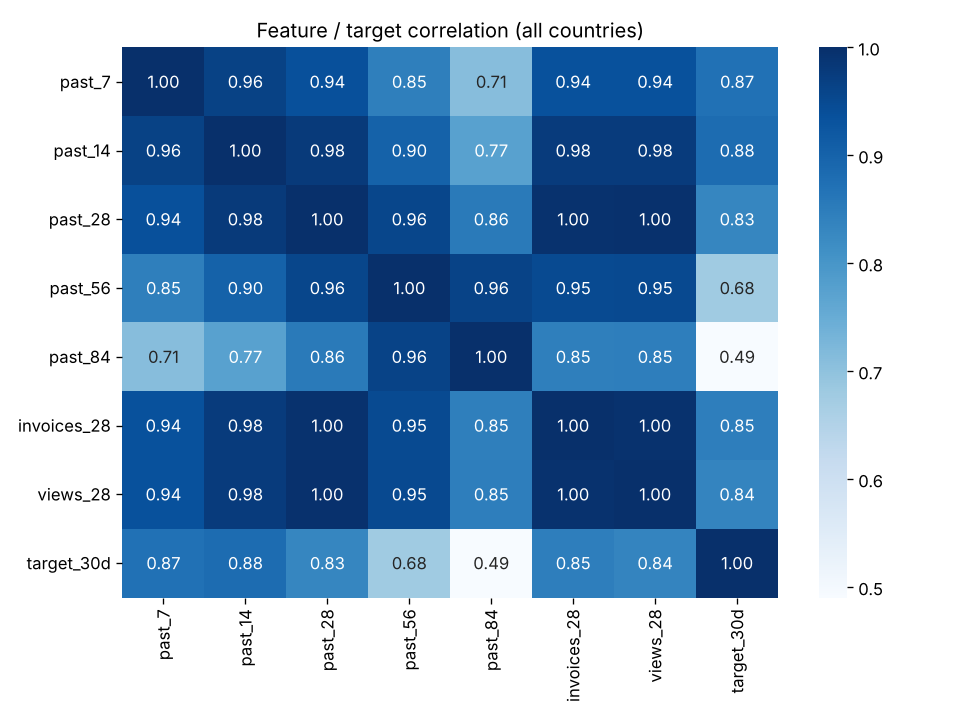 Feature / target correlation (all countries)
past_7 1.00 0.96 0.94 0.85 0.71 0.94 0.94 0.87
past_14 0.96 1.00 0.98 0.90 0.77 0.98 0.98 0.88
past_28 0.94 0.98 1.00 0.96 0.86 1.00 1.00 0.83
past_56 0.85 0.90 0.96 1.00 0.96 0.95 0.95 0.68
past_84 0.71 0.77 0.86 0.96 1.00 0.85 0.85 0.49
invoices_28 0.94 0.98 1.00 0.95 0.85 1.00 1.00 0.85
views_28 0.94 0.98 1.00 0.95 0.85 1.00 1.00 0.84
target_30d 0.87 0.88 0.83 0.68 0.49 0.85 0.84 1.00
past_7 past_14 past_28 past_56 past_84 invoices_28 views_28 target_30d
1.0
0.9
0.8
0.7
0.6
0.5